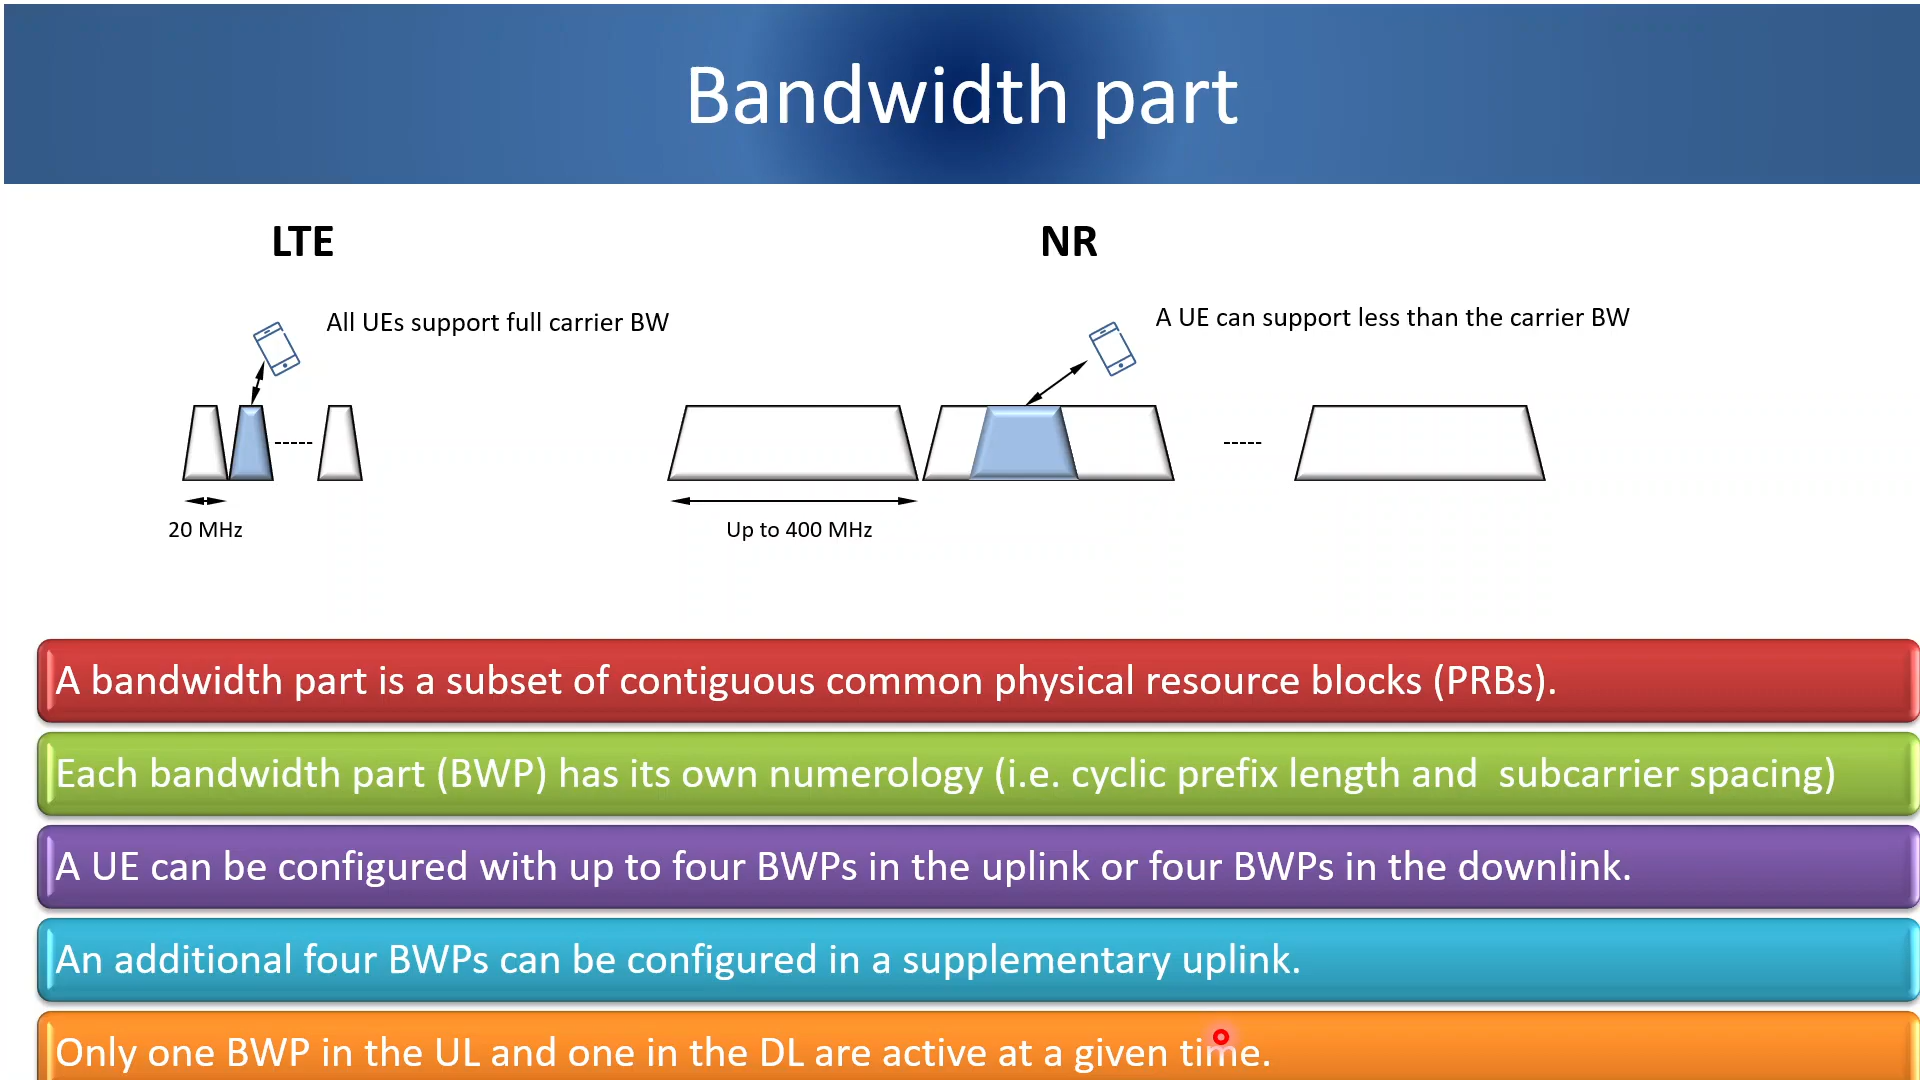 Bandwidth part
LTE
NR
All UEs support full carrier BW
A UE can support less than the carrier BW
20 MHz
Up to 400 MHz
A bandwidth part is a subset of contiguous common physical resource blocks (PRBs).
Each bandwidth part (BWP) has its own numerology (i.e. cyclic prefix length and  subcarrier spacing)
A UE can be configured with up to four BWPs in the uplink or four BWPs in the downlink.
An additional four BWPs can be configured in a supplementary uplink.
Only one BWP in the UL and one in the DL are active at a given time.